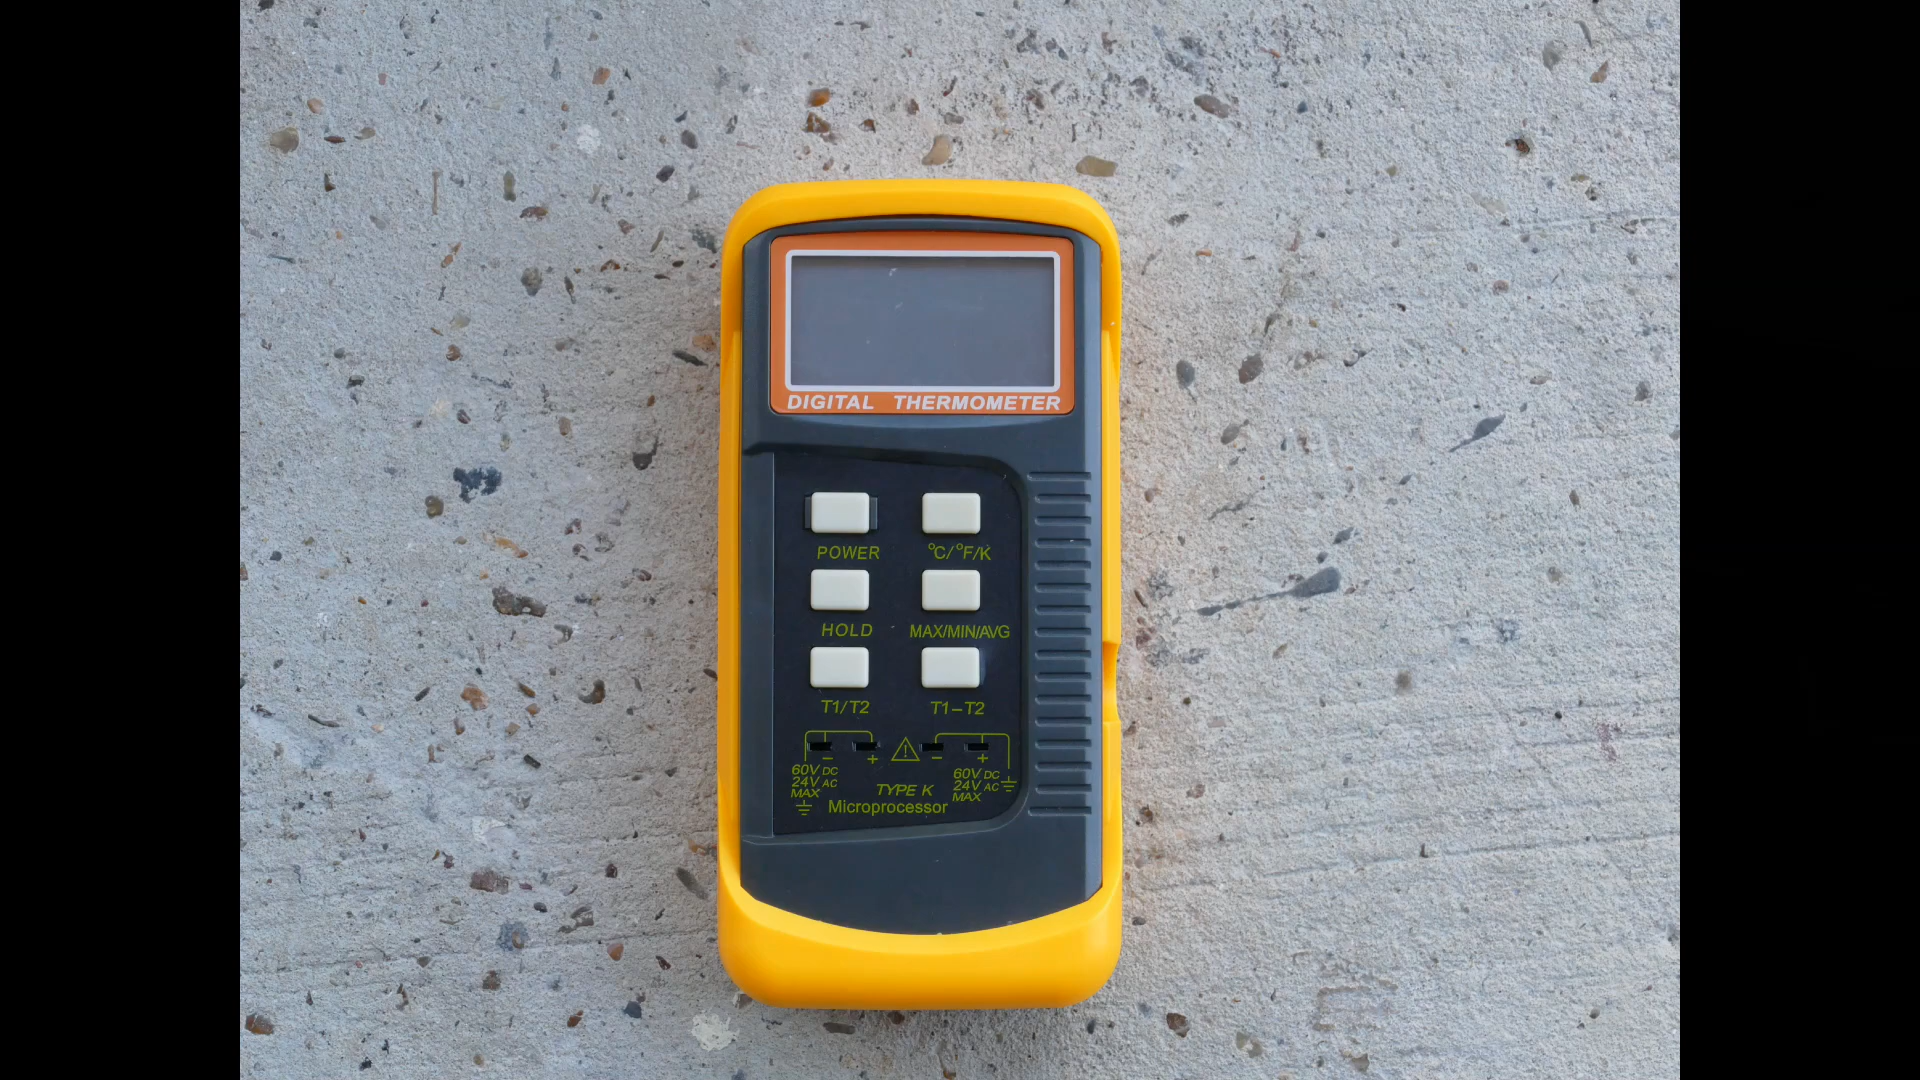 DIGITAL THERMOMETER
POWER
°C/°F/K
HOLD
MAX/MIN/AVG
T1/T2
T1-T2
- + - +
60V DC
24V AC
MAX
60V DC
24V AC
MAX
TYPE K
Microprocessor